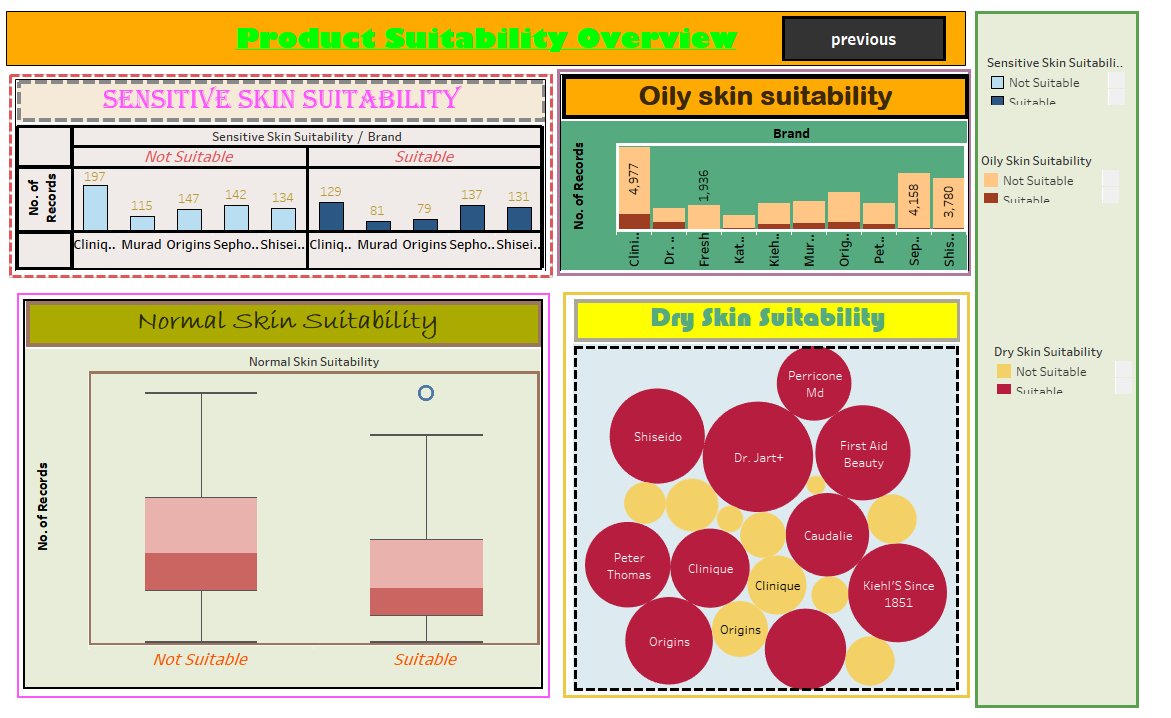 Product Suitability Overview
previous
SENSITIVE SKIN SUITABILITY
Sensitive Skin Suitability / Brand
Not Suitable
Suitable
No. of
Records
197
115
147
142
134
129
81
79
137
131
Cliniq..
Murad
Origins
Sepho..
Shisei..
Cliniq..
Murad
Origins
Sepho..
Shisei..
Oily skin suitability
Brand
No. of Records
4,977
1,936
4,158
3,780
Clini..
Dr. ..
Fresh
Kat..
Kieh..
Mur..
Orig..
Pet..
Sep..
Shis..
Sensitive Skin Suitabili..
Not Suitable
Suitable
Oily Skin Suitability
Not Suitable
Suitable
Dry Skin Suitability
Not Suitable
Suitable
Normal Skin Suitability
Normal Skin Suitability
No. of Records
Not Suitable
Suitable
Dry Skin Suitability
Perricone
Md
Shiseido
Dr. Jart+
First Aid
Beauty
Caudalie
Peter
Thomas
Clinique
Clinique
Kiehl'S Since
1851
Origins
Origins